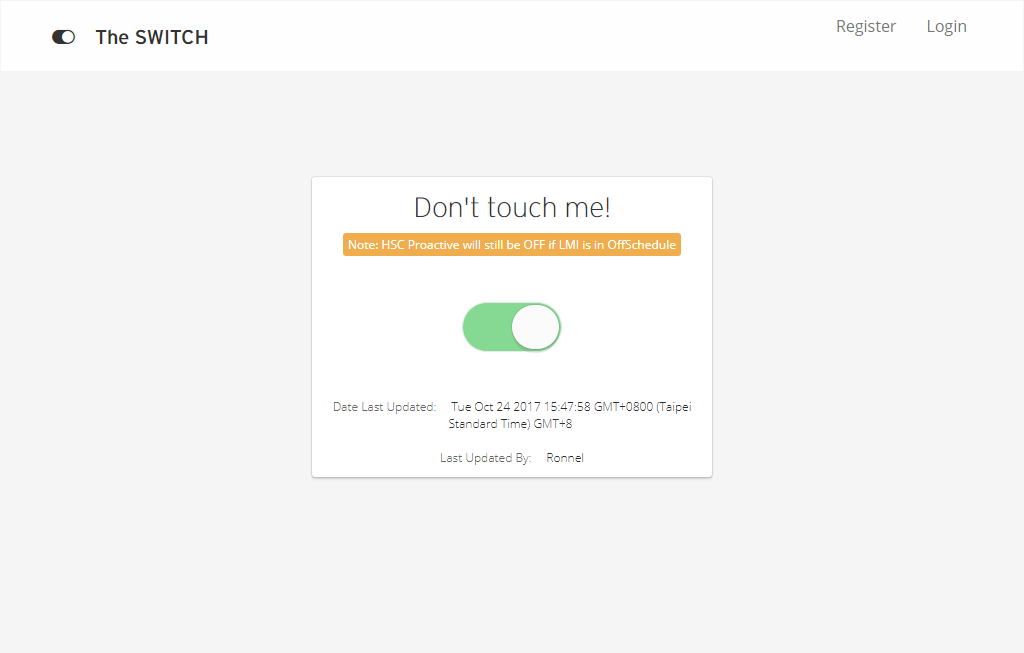 The SWITCH
Register
Login
Don't touch me!
Note: HSC Proactive will still be OFF if LMI is in OffSchedule
Date Last Updated: Tue Oct 24 2017 15:47:58 GMT+0800 (Taipei
Standard Time) GMT+8
Last Updated By: Ronnel